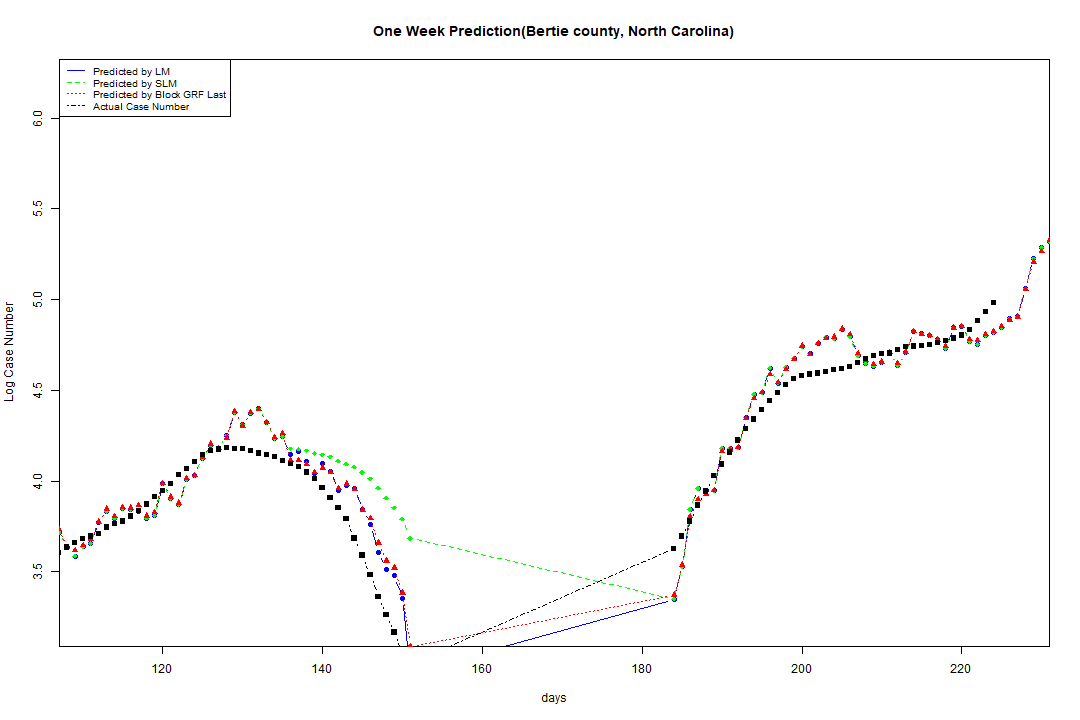 One Week Prediction(Bertie county, North Carolina)
Predicted by LM
Predicted by SLM
Predicted by Block GRF Last
Actual Case Number
6.0
5.5
5.0
4.5
4.0
3.5
Log Case Number
120 140 160 180 200 220
days